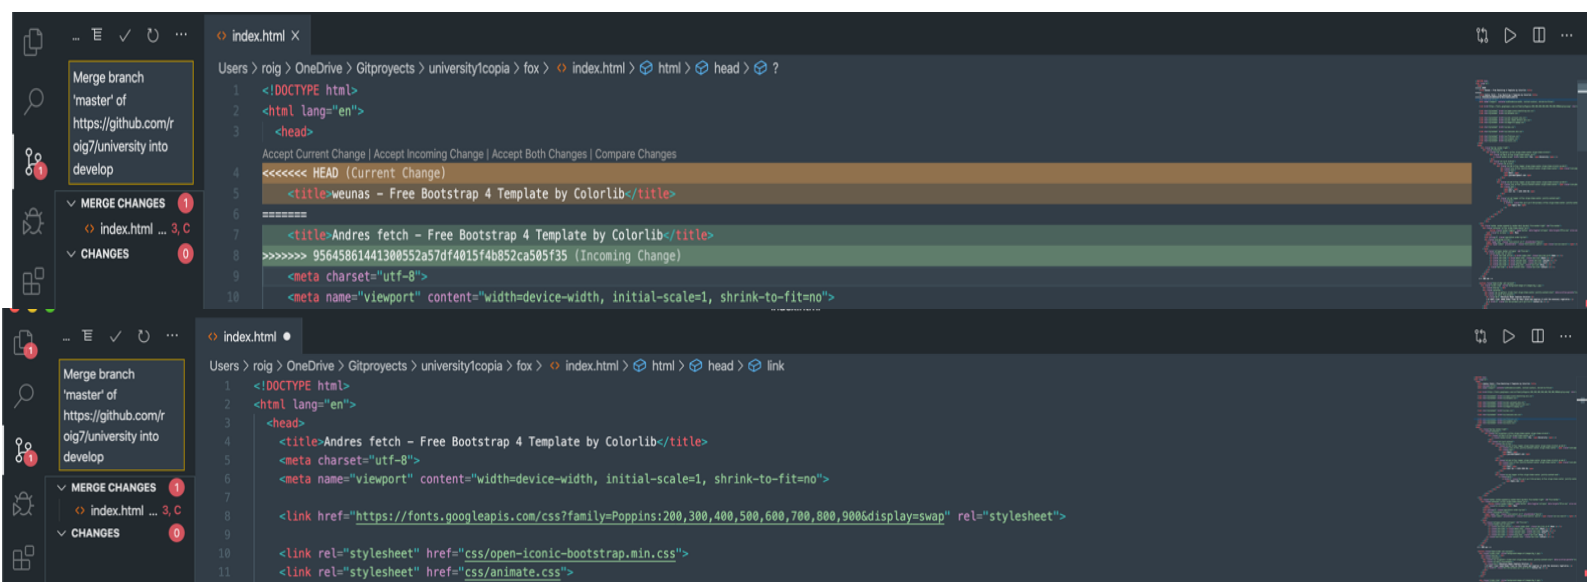 ... index.html X
Users > roig > OneDrive > Gitproyects > university1copia > fox > <> index.html > html > head > ?
Merge branch
'master' of
https://github.com/r
oig7/university into
develop
MERGE CHANGES 1
<> index.html ... 3, C
CHANGES 0
1
1 <!DOCTYPE html>
2 <html lang="en">
3 <head>
Accept Current Change | Accept Incoming Change | Accept Both Changes | Compare Changes
4 <<<<<<< HEAD (Current Change)
5 <title>weunas – Free Bootstrap 4 Template by Colorlib</title>
6 =======
7 <title>Andres fetch – Free Bootstrap 4 Template by Colorlib</title>
8 >>>>>>> 95645861441300552a57df4015f4b852ca505f35 (Incoming Change)
9 <meta charset="utf-8">
10 <meta name="viewport" content="width=device-width, initial-scale=1, shrink-to-fit=no">
... index.html ●
Users > roig > OneDrive > Gitproyects > university1copia > fox > <> index.html > html > head > link
1
Merge branch
'master' of
https://github.com/r
oig7/university into
develop
1
MERGE CHANGES 1
<> index.html ... 3, C
CHANGES 0
1 <!DOCTYPE html>
2 <html lang="en">
3 <head>
4 <title>Andres fetch – Free Bootstrap 4 Template by Colorlib</title>
5 <meta charset="utf-8">
6 <meta name="viewport" content="width=device-width, initial-scale=1, shrink-to-fit=no">
7
8 <link href="https://fonts.googleapis.com/css?family=Poppins:200,300,400,500,600,700,800,900&display=swap" rel="stylesheet">
9
10 <link rel="stylesheet" href="css/open-iconic-bootstrap.min.css">
11 <link rel="stylesheet" href="css/animate.css">